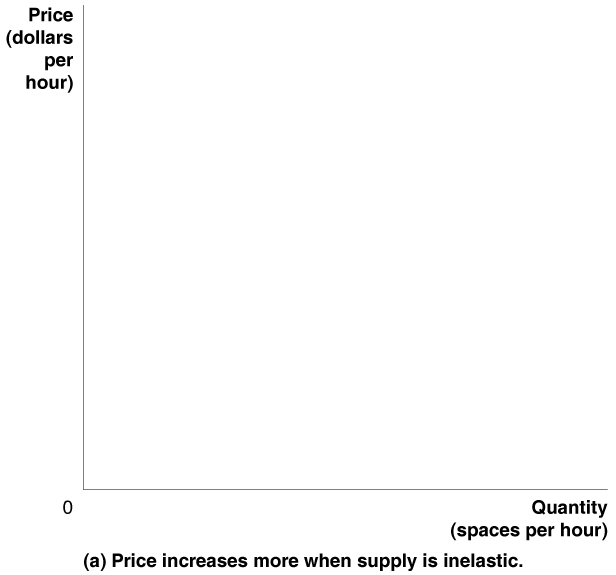 Price
(dollars
per
hour)
0
Quantity
(spaces per hour)
(a) Price increases more when supply is inelastic.